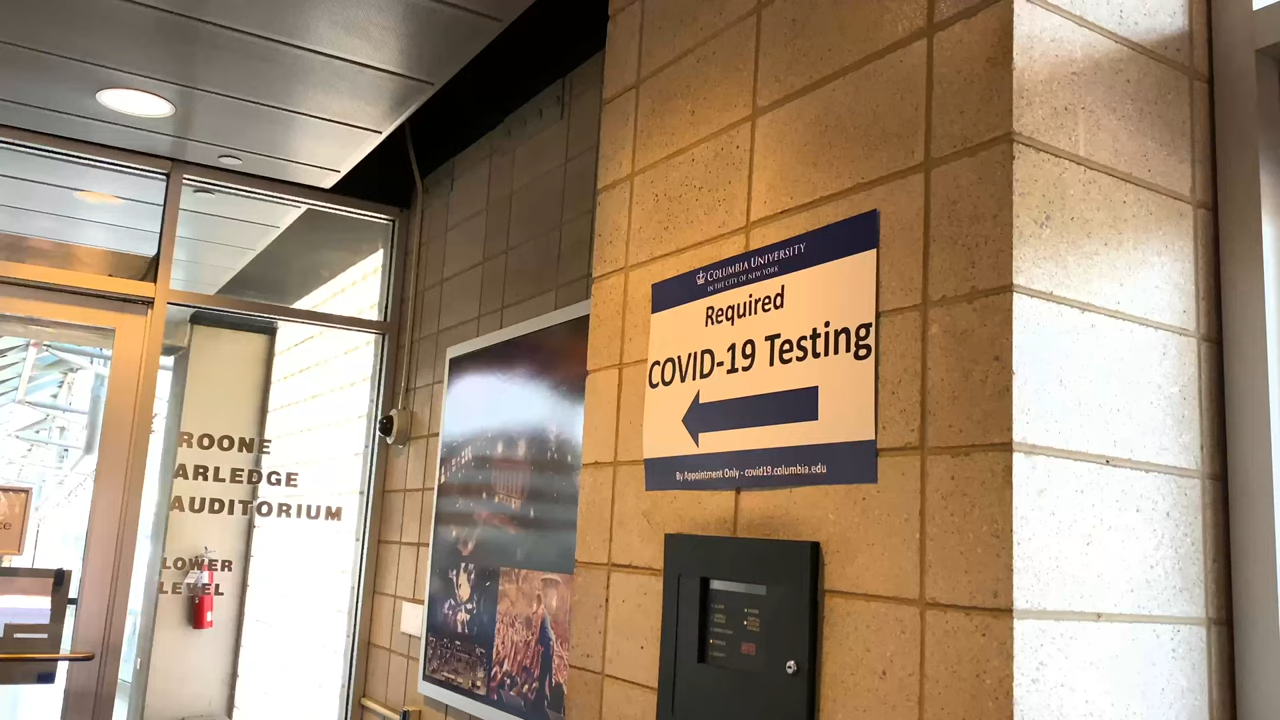 ROONE
ARLEDGE
AUDITORIUM
LOWER
LEVEL
COLUMBIA UNIVERSITY
IN THE CITY OF NEW YORK
Required
COVID-19 Testing
By Appointment Only - covid19.columbia.edu